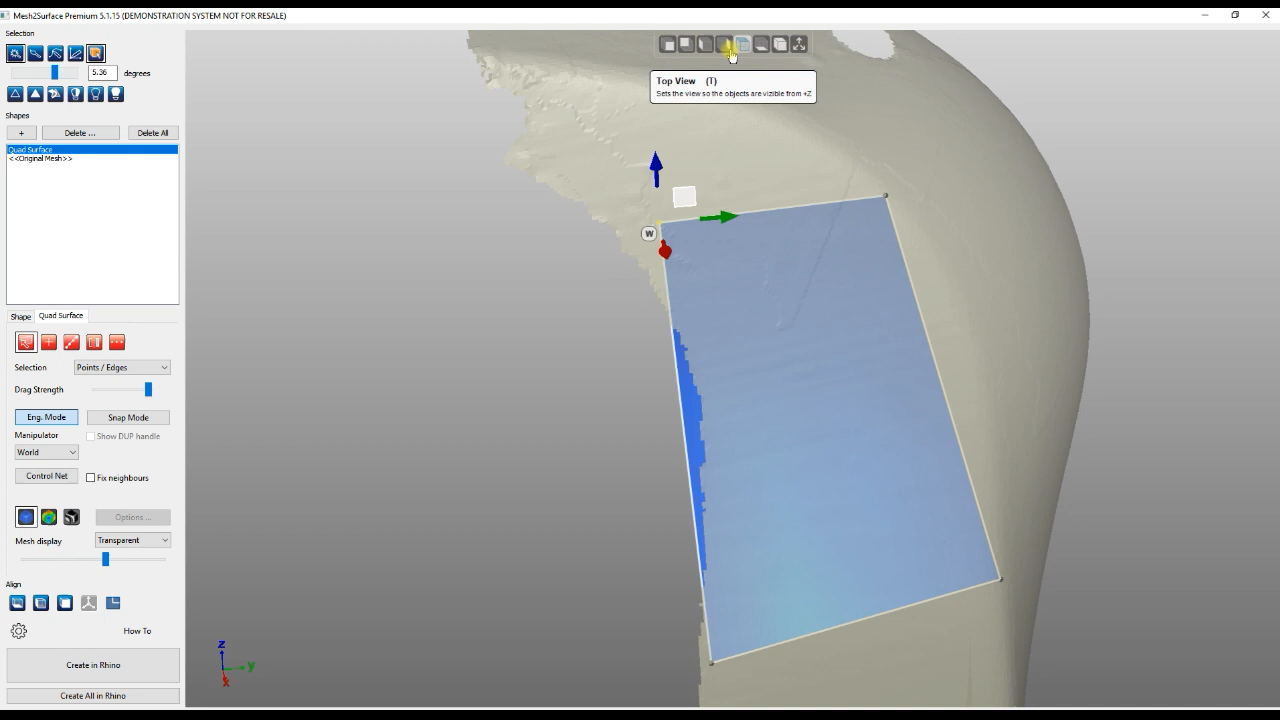 Mesh2Surface Premium 5.1.15 (DEMONSTRATION SYSTEM NOT FOR RESALE)
Selection
5.36 degrees
Shapes
+ Delete ... Delete All
Quad Surface
<<Original Mesh>>
Shape Quad Surface
Selection Points / Edges
Drag Strength
Eng. Mode Snap Mode
Manipulator Show DUP handle
World
Control Net Fix neighbours
Options ...
Mesh display Transparent
Align
How To
Create in Rhino
Create All in Rhino
Top View (T)
Sets the view so the objects are vizible from +Z
W
z
y
x